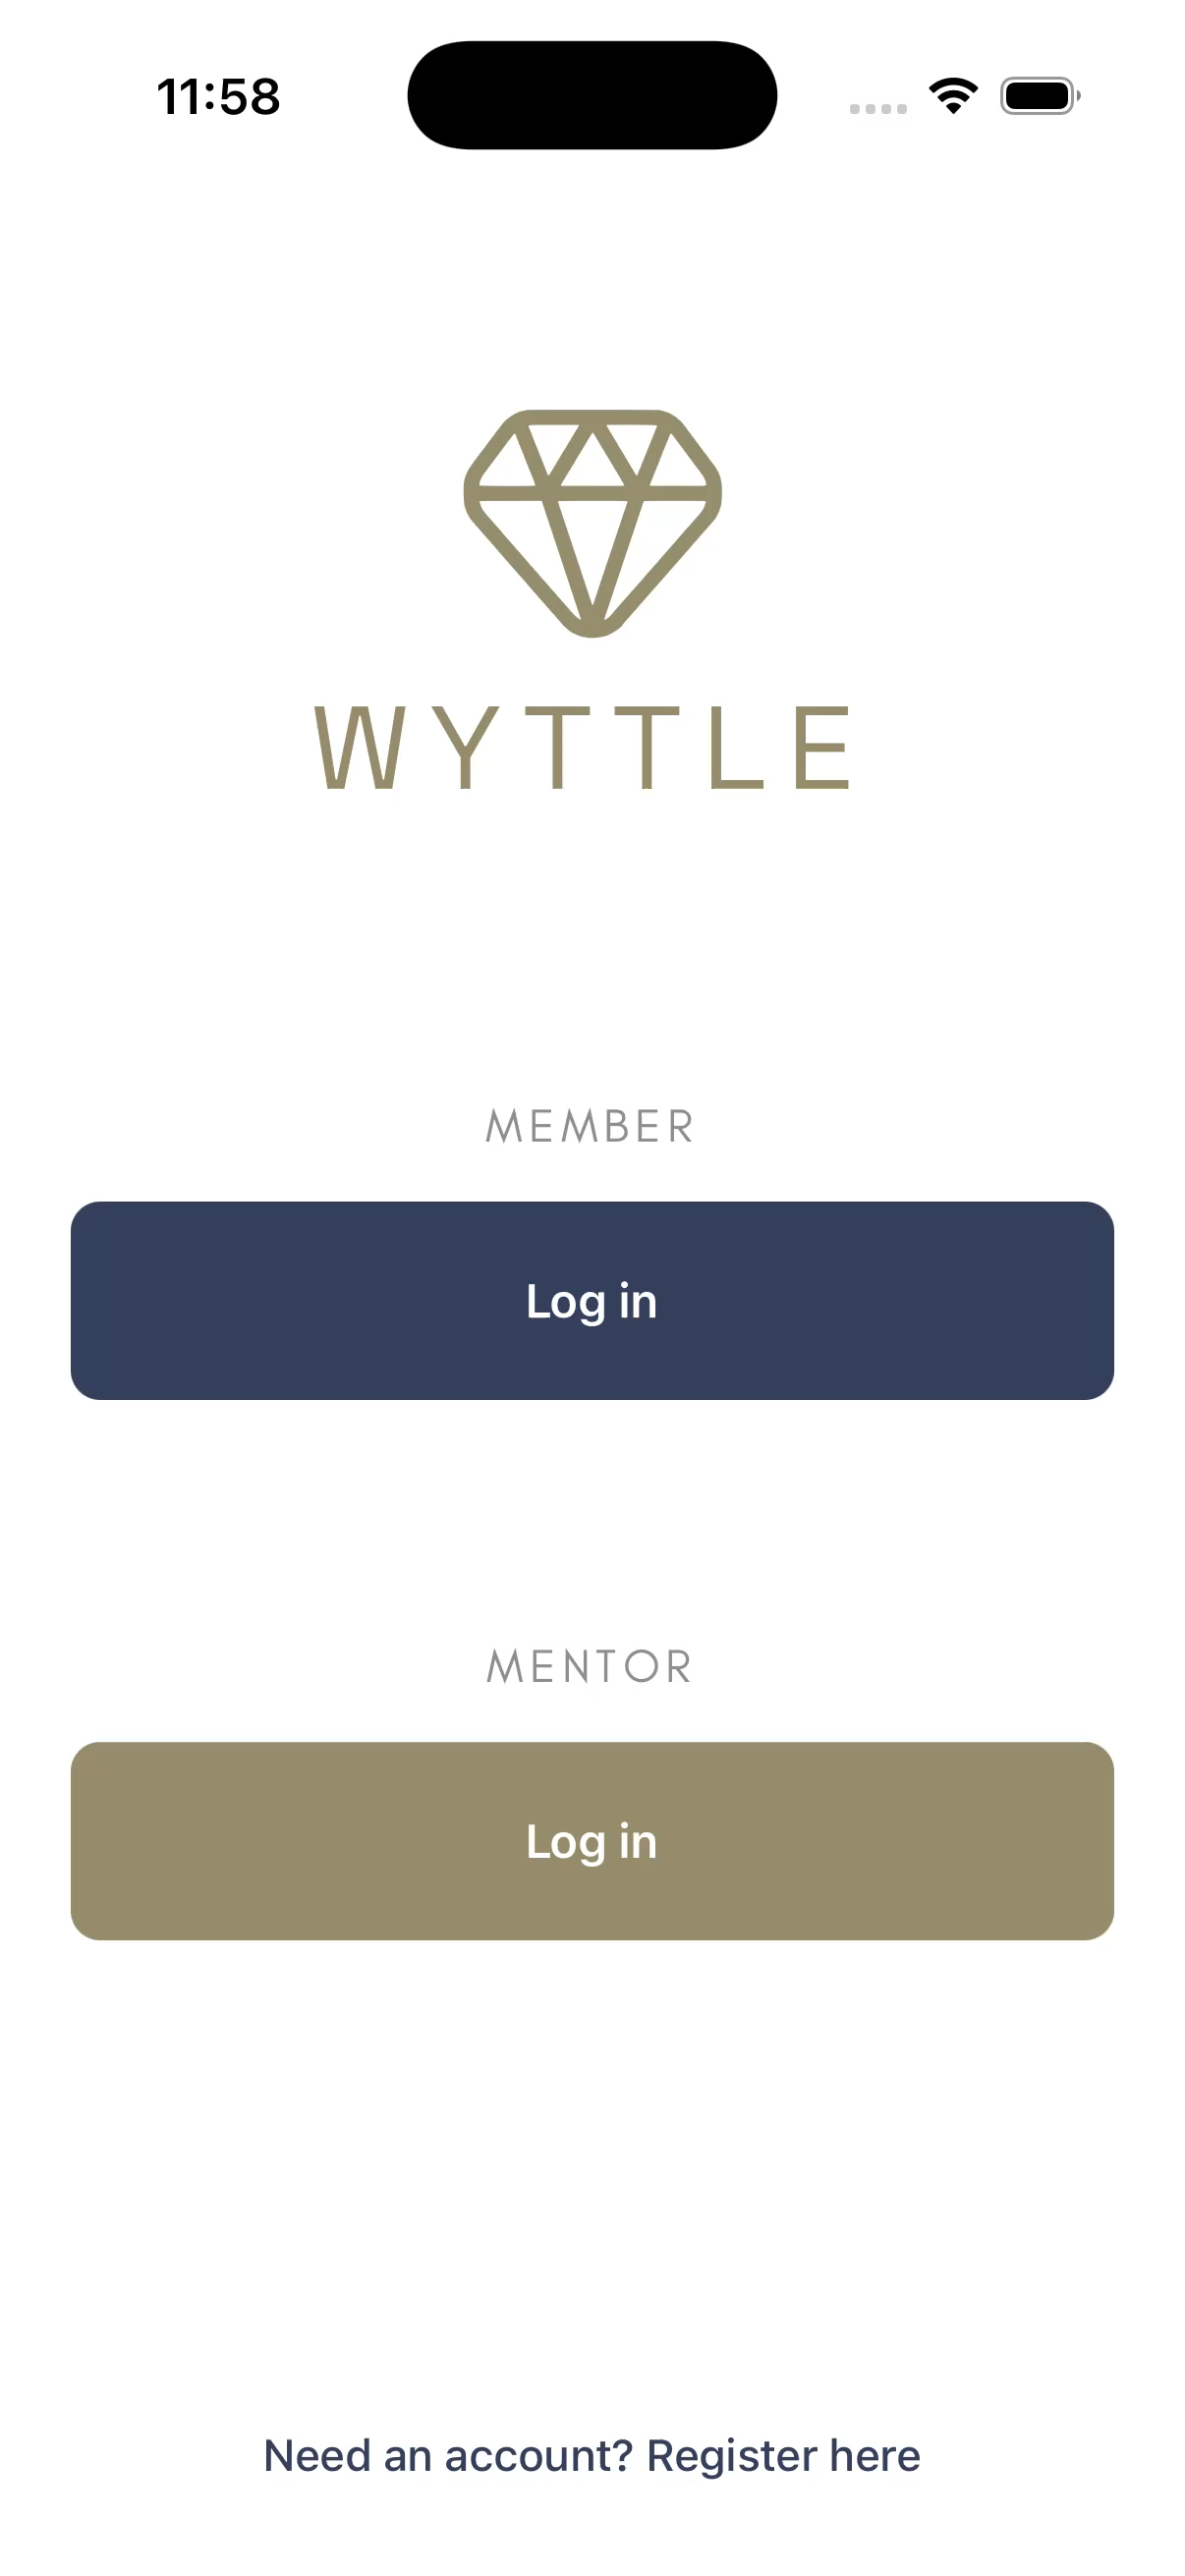 11:58
WYTTLE
MEMBER
Log in
MENTOR
Log in
Need an account? Register here